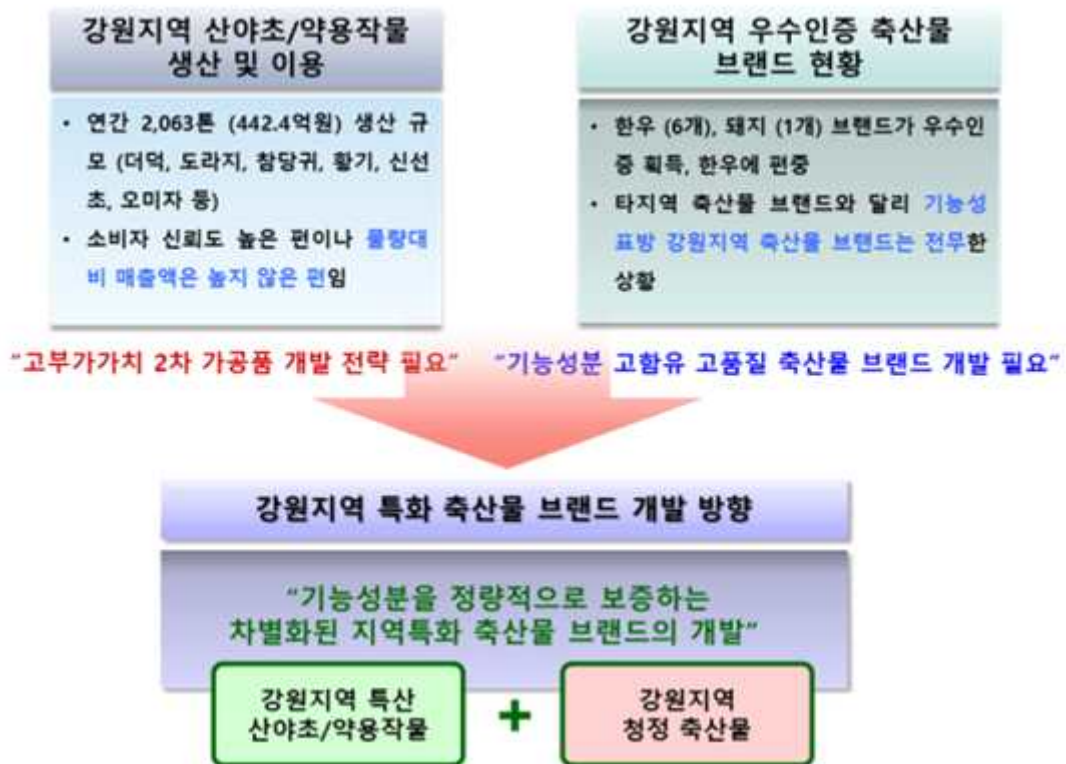 강원지역 산야초/약용작물
생산 및 이용
• 연간 2,063톤 (442.4억원) 생산 규
모 (더덕, 도라지, 참당귀, 황기, 신선
초, 오미자 등)
• 소비자 신뢰도 높은 편이나 물량대
비 매출액은 높지 않은 편임
강원지역 우수인증 축산물
브랜드 현황
• 한우 (6개), 돼지 (1개) 브랜드가 우수인
증 획득, 한우에 편중
• 타지역 축산물 브랜드와 달리 기능성
표방 강원지역 축산물 브랜드는 전무한
상황
"고부가가치 2차 가공품 개발 전략 필요"
"기능성분 고함유 고품질 축산물 브랜드 개발 필요"
강원지역 특화 축산물 브랜드 개발 방향
"기능성분을 정량적으로 보증하는
차별화된 지역특화 축산물 브랜드의 개발"
강원지역 특산
산야초/약용작물
+
강원지역
청정 축산물